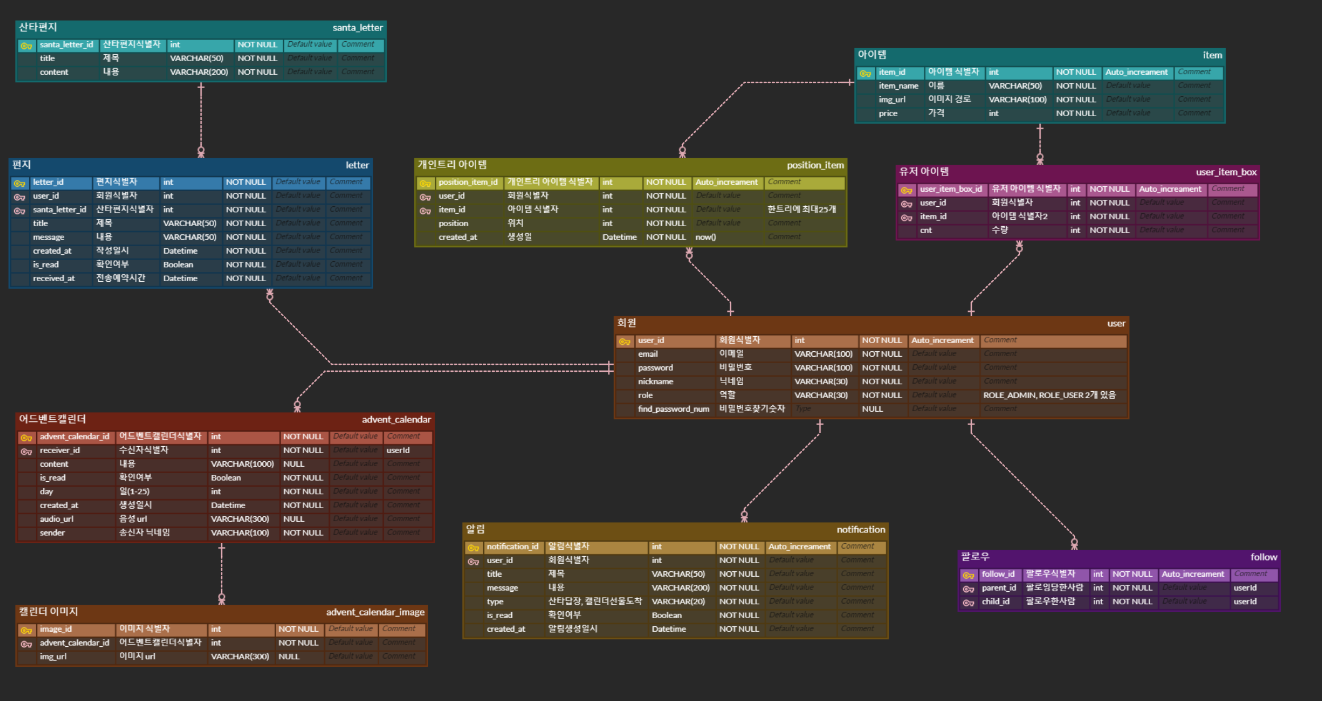 산타편지 santa_letter
santa_letter_id 산타편지식별자 int NOT NULL Default value Comment
title 제목 VARCHAR(50) NOT NULL Default value Comment
content 내용 VARCHAR(200) NOT NULL Default value Comment
아이템 item
item_id 아이템 식별자 int NOT NULL Auto_increament Comment
item_name 이름 VARCHAR(50) NOT NULL Default value Comment
img_url 이미지 경로 VARCHAR(100) NOT NULL Default value Comment
price 가격 int NOT NULL Default value Comment
편지 letter
letter_id 편지식별자 int NOT NULL Default value Comment
user_id 회원식별자 int NOT NULL Default value Comment
santa_letter_id 산타편지식별자 int NOT NULL Default value Comment
title 제목 VARCHAR(50) NOT NULL Default value Comment
message 내용 VARCHAR(50) NOT NULL Default value Comment
created_at 작성일시 Datetime NOT NULL Default value Comment
is_read 확인여부 Boolean NOT NULL Default value Comment
received_at 전송예약시간 Datetime NOT NULL Default value Comment
개인트리 아이템 position_item
position_item_id 개인트리 아이템 식별자 int NOT NULL Auto_increament Comment
user_id 회원식별자 int NOT NULL Default value Comment
item_id 아이템 식별자 int NOT NULL Default value 한트리에 최대25개
position 위치 int NOT NULL Default value Comment
created_at 생성일 Datetime NOT NULL now() Comment
유저 아이템 user_item_box
user_item_box_id 유저 아이템 식별자 int NOT NULL Auto_increament Comment
user_id 회원식별자 int NOT NULL Default value Comment
item_id 아이템 식별자2 int NOT NULL Default value Comment
cnt 수량 int NOT NULL Default value Comment
회원 user
user_id 회원식별자 int NOT NULL Auto_increament Comment
email 이메일 VARCHAR(100) NOT NULL Default value Comment
password 비밀번호 VARCHAR(100) NOT NULL Default value Comment
nickname 닉네임 VARCHAR(30) NOT NULL Default value Comment
role 역할 VARCHAR(30) NOT NULL Default value ROLE_ADMIN, ROLE_USER 2개 있음
find_password_num 비밀번호찾기숫자 Type NULL Default value Comment
어드벤트캘린더 advent_calendar
advent_calendar_id 어드벤트캘린더식별자 int NOT NULL Default value Comment
receiver_id 수신자식별자 int NOT NULL Default value userId
content 내용 VARCHAR(1000) NULL Default value Comment
is_read 확인여부 Boolean NOT NULL Default value Comment
day 일(1-25) int NOT NULL Default value Comment
created_at 생성일시 Datetime NOT NULL Default value Comment
audio_url 음성 url VARCHAR(300) NULL Default value Comment
sender 송신자 닉네임 VARCHAR(100) NOT NULL Default value Comment
알림 notification
notification_id 알림식별자 int NOT NULL Auto_increament Comment
user_id 회원식별자 int NOT NULL Default value Comment
title 제목 VARCHAR(50) NOT NULL Default value Comment
message 내용 VARCHAR(200) NOT NULL Default value Comment
type 산타답장, 캘린더선물도착 VARCHAR(20) NOT NULL Default value Comment
is_read 확인여부 Boolean NOT NULL Default value Comment
created_at 알림생성일시 Datetime NOT NULL Default value Comment
팔로우 follow
follow_id 팔로우식별자 int NOT NULL Auto_increament Comment
parent_id 팔로잉당한사람 int NOT NULL Default value userId
child_id 팔로우한사람 int NOT NULL Default value userId
캘린더 이미지 advent_calendar_image
image_id 이미지 식별자 int NOT NULL Default value Comment
advent_calendar_id 어드벤트캘린더식별자 int NOT NULL Default value Comment
img_url 이미지 url VARCHAR(300) NULL Default value Comment